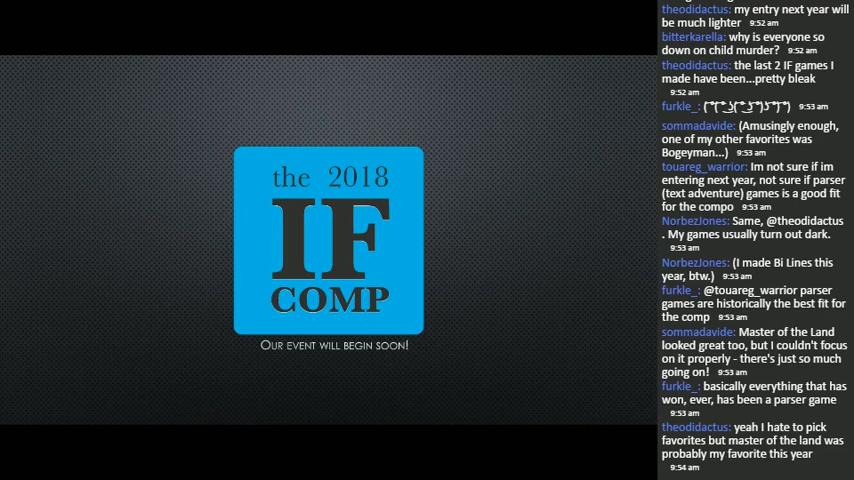 the 2018
IF
COMP
OUR EVENT WILL BEGIN SOON!
theodidactus: my entry next year will
be much lighter 9:52 am
bitterkarella: why is everyone so
down on child murder? 9:52 am
theodidactus: the last 2 IF games I
made have been...pretty bleak
9:52 am
furkle_: 9:53 am
sommadavide: (Amusingly enough,
one of my other favorites was
Bogeyman...) 9:53 am
touareg_warrior: Im not sure if im
entering next year, not sure if parser
(text adventure) games is a good fit
for the compo 9:53 am
NorbezJones: Same, @theodidactus
. My games usually turn out dark.
9:53 am
NorbezJones: (I made Bi Lines this
year, btw.) 9:53 am
furkle_: @touareg_warrior parser
games are historically the best fit for
the comp 9:53 am
sommadavide: Master of the Land
looked great too, but I couldn't focus
on it properly - there's just so much
going on! 9:53 am
furkle_: basically everything that has
won, ever, has been a parser game
9:53 am
theodidactus: yeah I hate to pick
favorites but master of the land was
probably my favorite this year
9:54 am